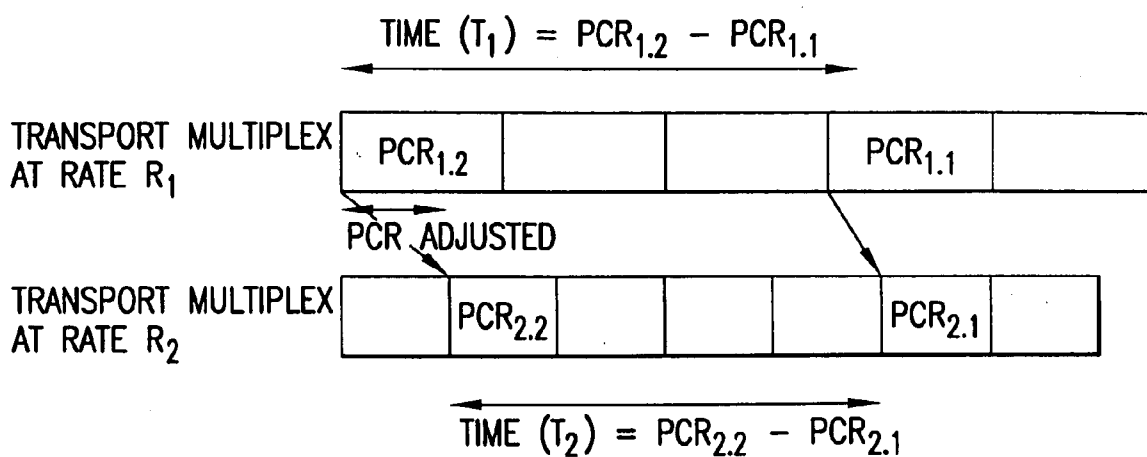 TIME (T₁) = PCR₁.₂ – PCR₁.₁
TRANSPORT MULTIPLEX
AT RATE R₁
PCR₁.₂
PCR₁.₁
PCR ADJUSTED
TRANSPORT MULTIPLEX
AT RATE R₂
PCR₂.₂
PCR₂.₁
TIME (T₂) = PCR₂.₂ – PCR₂.₁